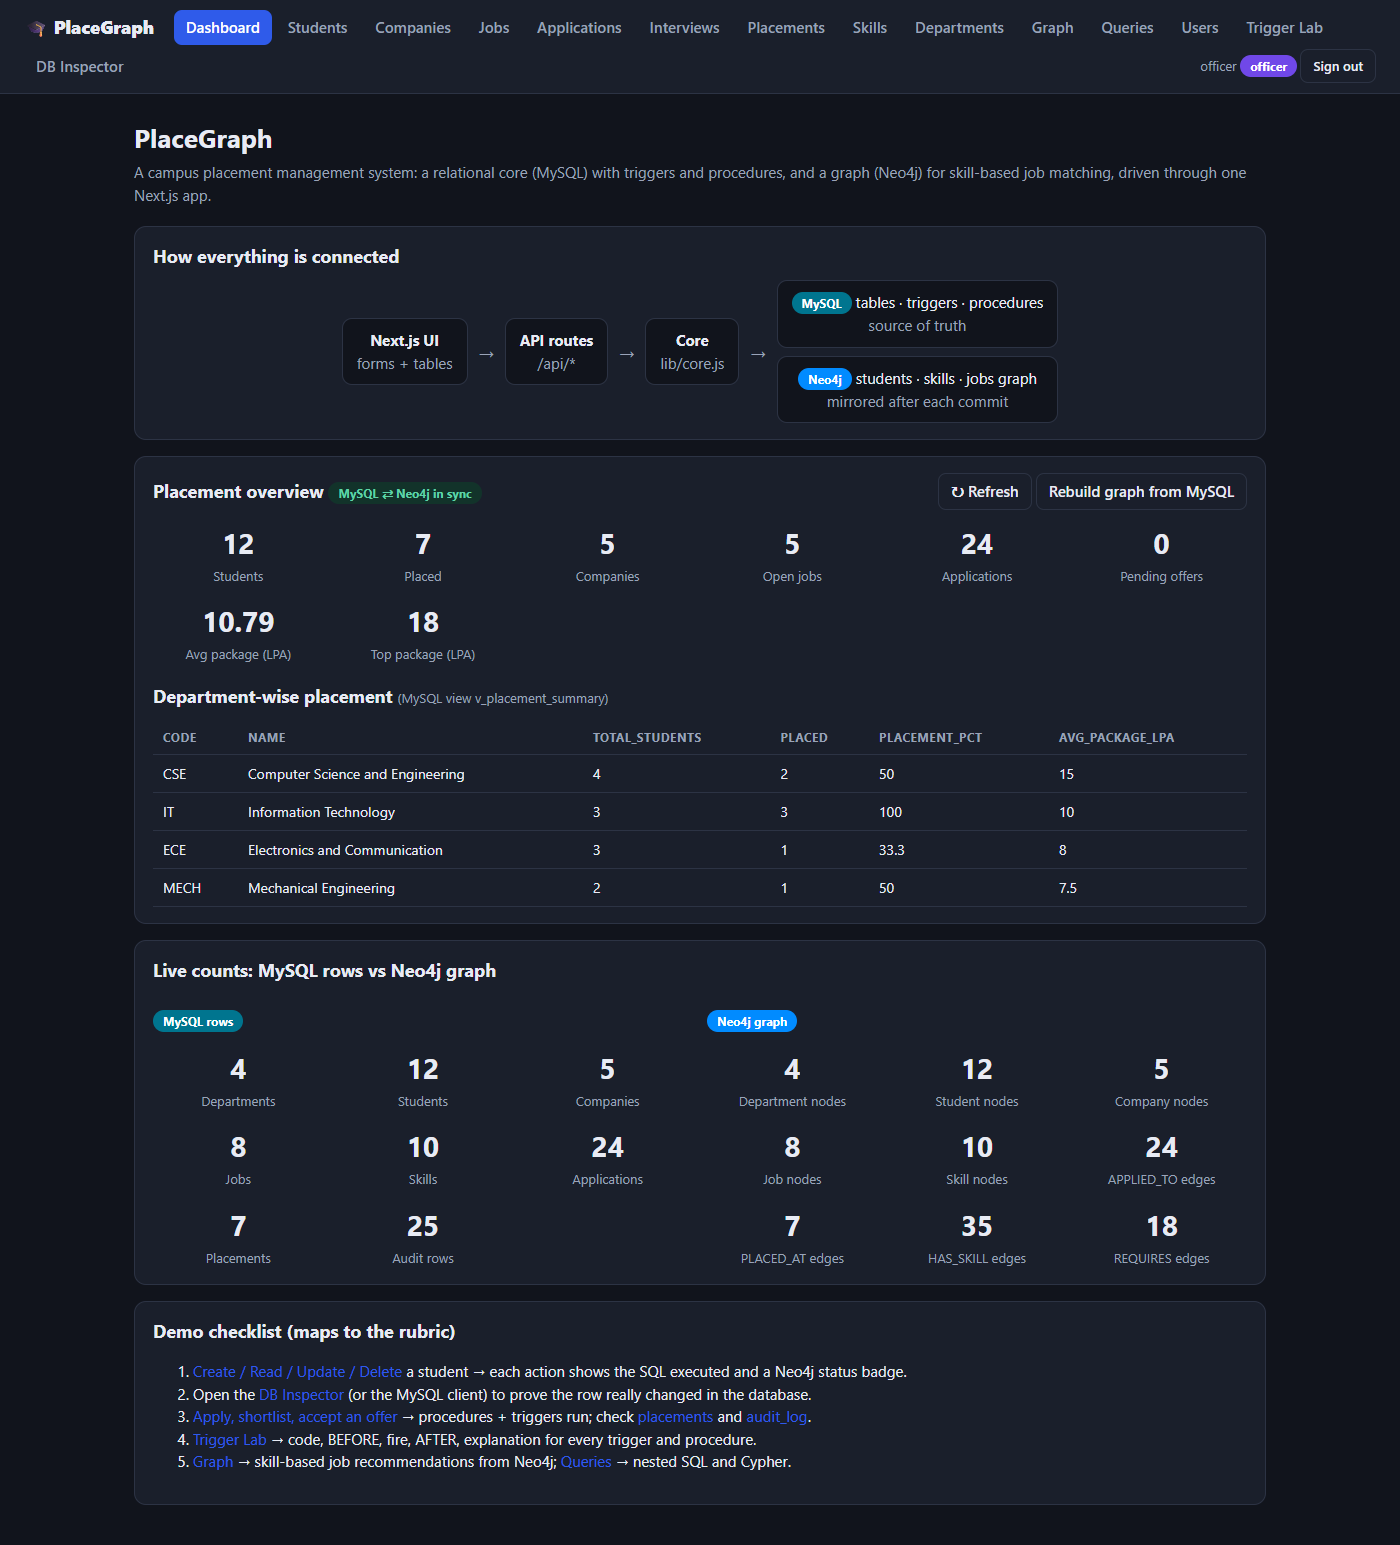 PlaceGraph
Dashboard
Students
Companies
Jobs
Applications
Interviews
Placements
Skills
Departments
Graph
Queries
Users
Trigger Lab
DB Inspector
officer officer Sign out
PlaceGraph
A campus placement management system: a relational core (MySQL) with triggers and procedures, and a graph (Neo4j) for skill-based job matching, driven through one
Next.js app.
How everything is connected
Next.js UI
forms + tables
→
API routes
/api/*
→
Core
lib/core.js
→
MySQL tables · triggers · procedures
source of truth
Neo4j students · skills · jobs graph
mirrored after each commit
Placement overview MySQL ⇄ Neo4j in sync
↻ Refresh
Rebuild graph from MySQL
12 7 5 5 24 0
Students Placed Companies Open jobs Applications Pending offers
10.79 18
Avg package (LPA) Top package (LPA)
Department-wise placement (MySQL view v_placement_summary)
CODE NAME TOTAL_STUDENTS PLACED PLACEMENT_PCT AVG_PACKAGE_LPA
CSE Computer Science and Engineering 4 2 50 15
IT Information Technology 3 3 100 10
ECE Electronics and Communication 3 1 33.3 8
MECH Mechanical Engineering 2 1 50 7.5
Live counts: MySQL rows vs Neo4j graph
MySQL rows
4 12 5
Departments Students Companies
8 10 24
Jobs Skills Applications
7 25
Placements Audit rows
Neo4j graph
4 12 5
Department nodes Student nodes Company nodes
8 10 24
Job nodes Skill nodes APPLIED_TO edges
7 35 18
PLACED_AT edges HAS_SKILL edges REQUIRES edges
Demo checklist (maps to the rubric)
1. Create / Read / Update / Delete a student → each action shows the SQL executed and a Neo4j status badge.
2. Open the DB Inspector (or the MySQL client) to prove the row really changed in the database.
3. Apply, shortlist, accept an offer → procedures + triggers run; check placements and audit_log.
4. Trigger Lab → code, BEFORE, fire, AFTER, explanation for every trigger and procedure.
5. Graph → skill-based job recommendations from Neo4j; Queries → nested SQL and Cypher.